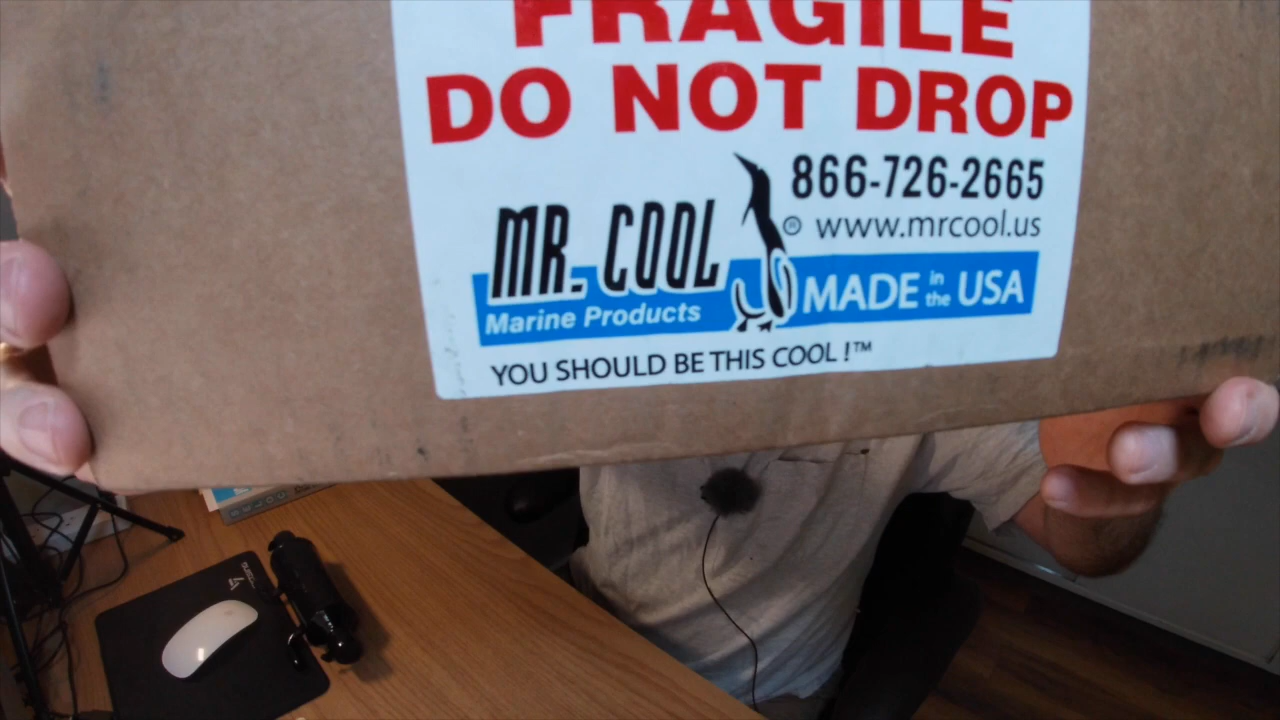 FRAGILE
DO NOT DROP
866-726-2665
® www.mrcool.us
MR. COOL
Marine Products
MADE in the USA
YOU SHOULD BE THIS COOL !™